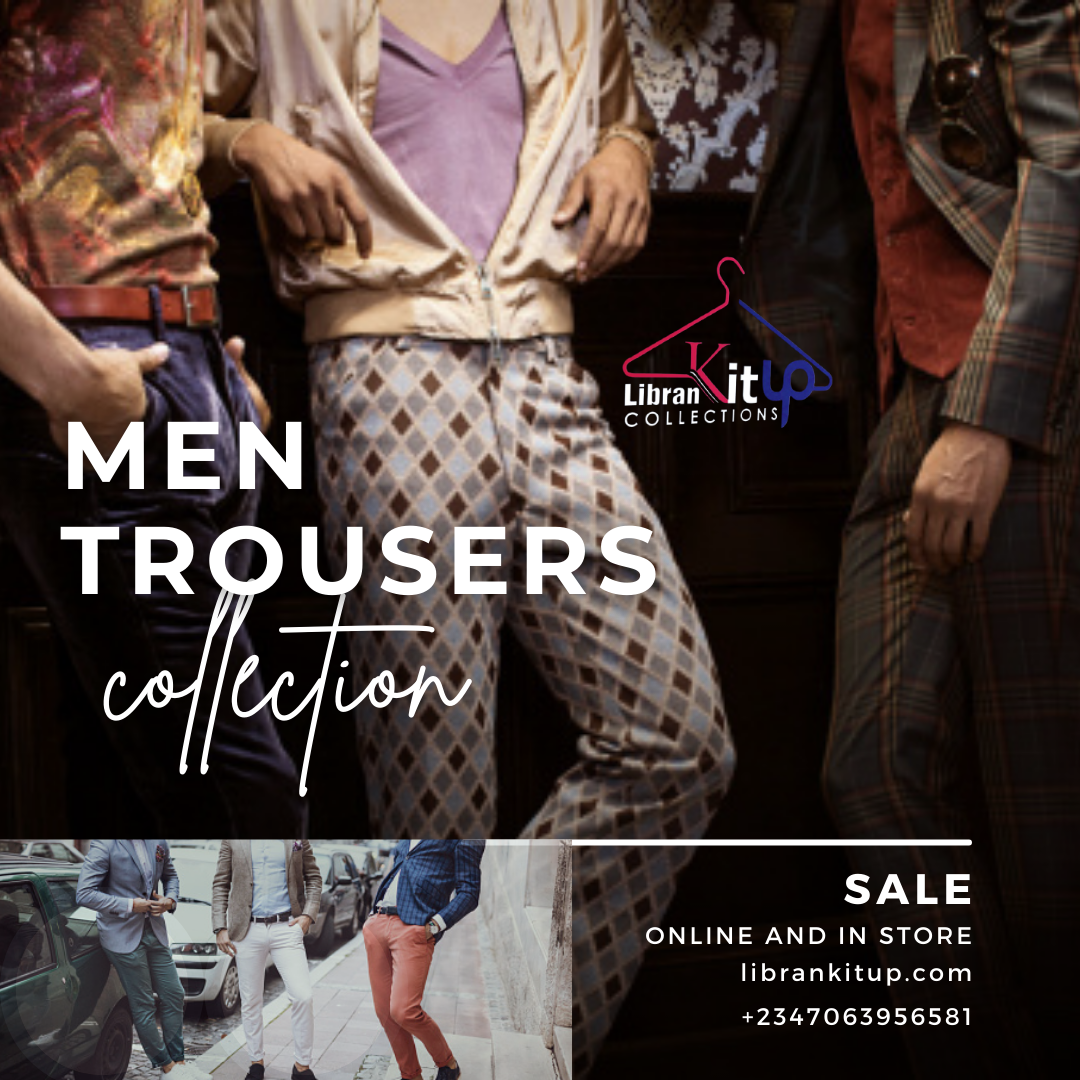 Libran Kit Up
COLLECTIONS
MEN
TROUSERS
collection
SALE
ONLINE AND IN STORE
librankitup.com
+2347063956581